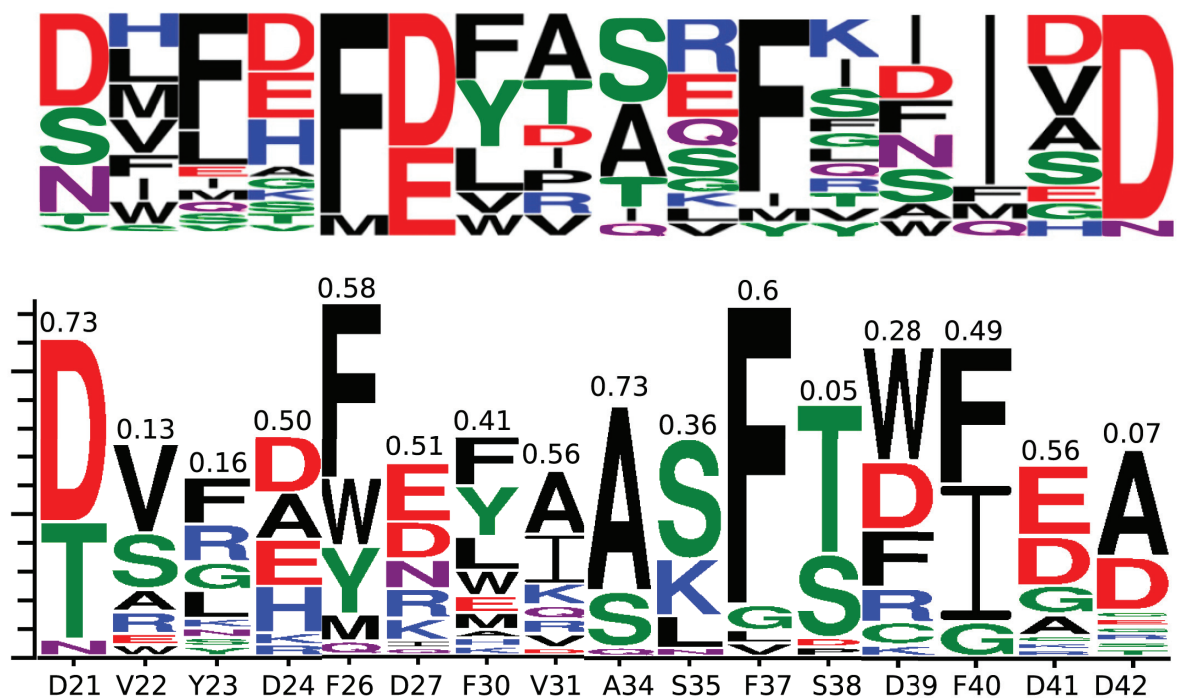 D S N T V
H L M V F I W S
F L E I M Q S V
D E H A G K S T
F M
D E
F Y L V W
A T D I P R V
S A T I Q
R E Q S G K L V
F I M Y
K I S F G L Q R T V Y
I D F N S A W
I F M Q
D V A S E G H
D N
0.73 0.13 0.16 0.50 0.58 0.51 0.41 0.56 0.73 0.36 0.6 0.05 0.28 0.49 0.56 0.07
D T N
V S A R E W
F R G L K N S Y
D A E H K R
F W Y M Q
E D N R K
F Y L W E M A K
A I K Q R V D
A S Q
S K L N
F G L V
T S D P
W D F R C K
F I G
E D G A
A D
D21 V22 Y23 D24 F26 D27 F30 V31 A34 S35 F37 S38 D39 F40 D41 D42